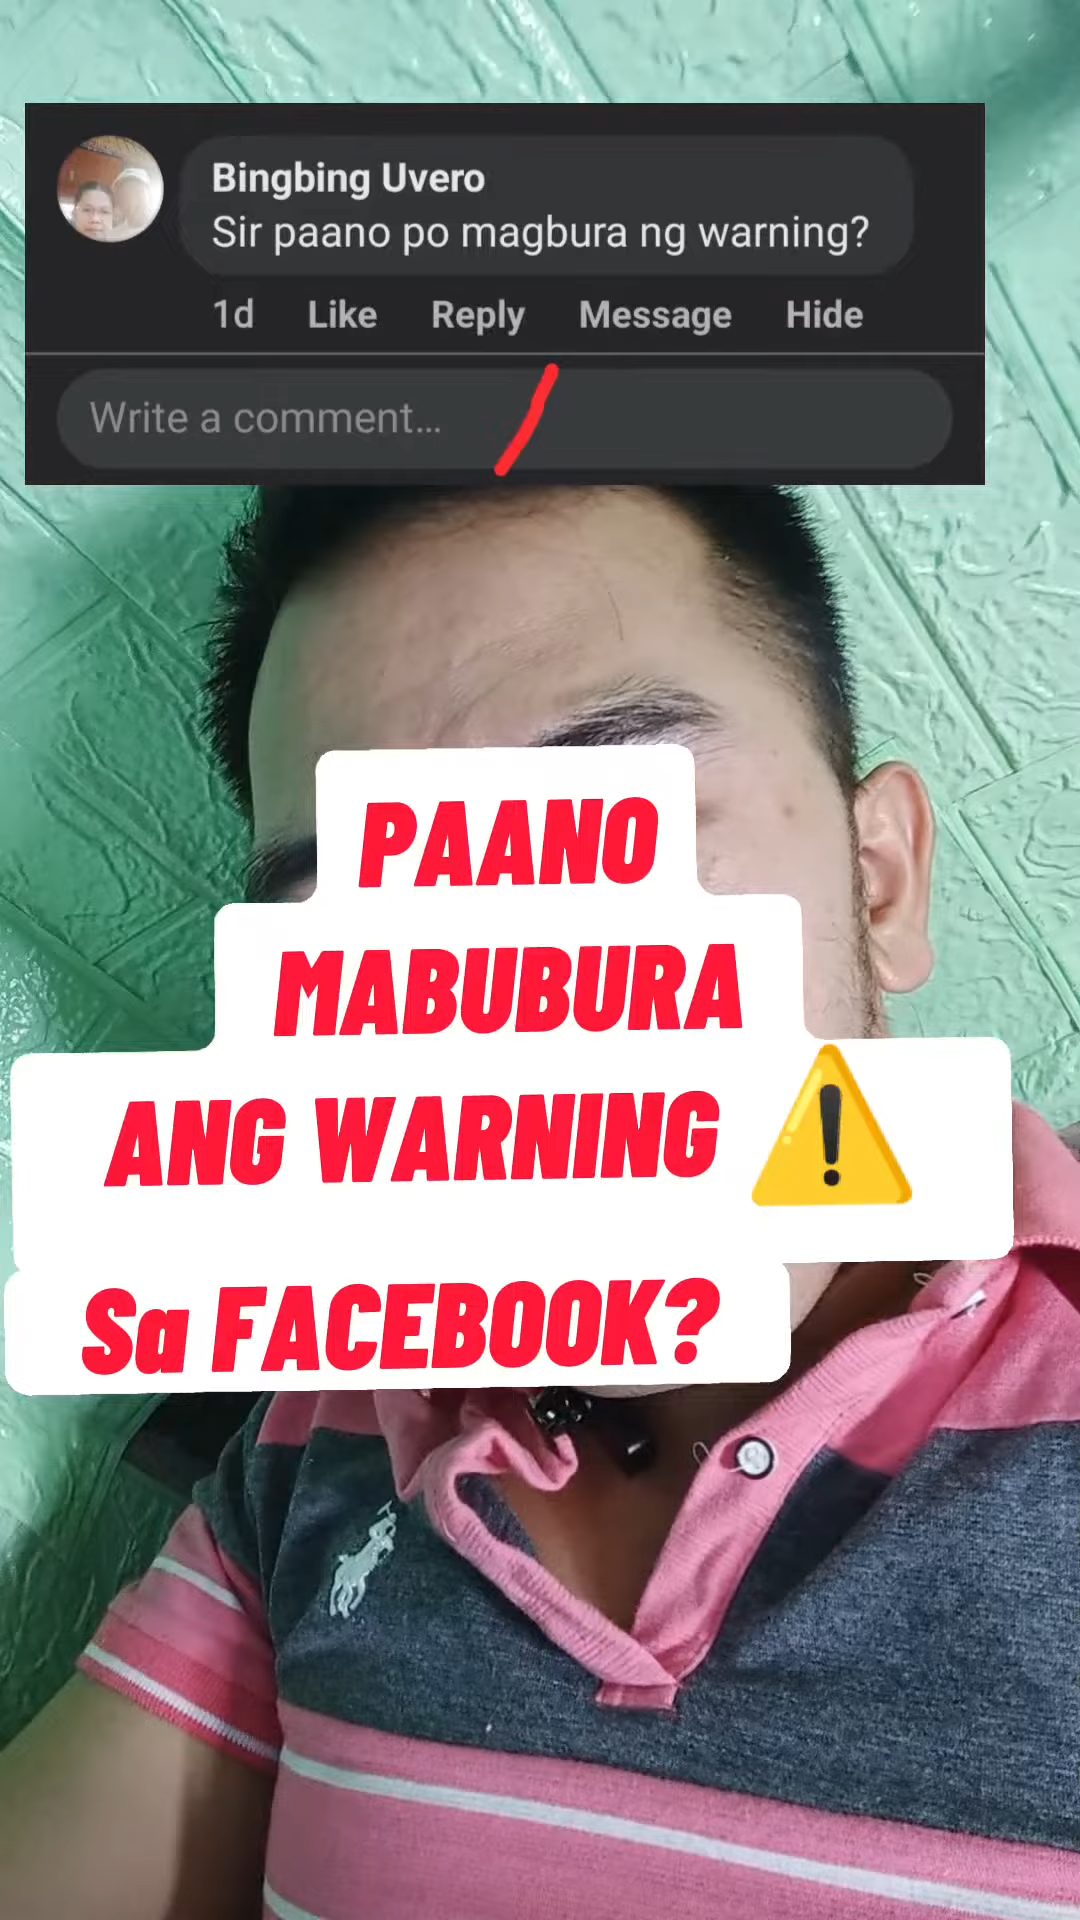 Bingbing Uvero
Sir paano po magbura ng warning?
1d Like Reply Message Hide
Write a comment...
PAANO
MABUBURA
ANG WARNING ⚠️
Sa FACEBOOK?